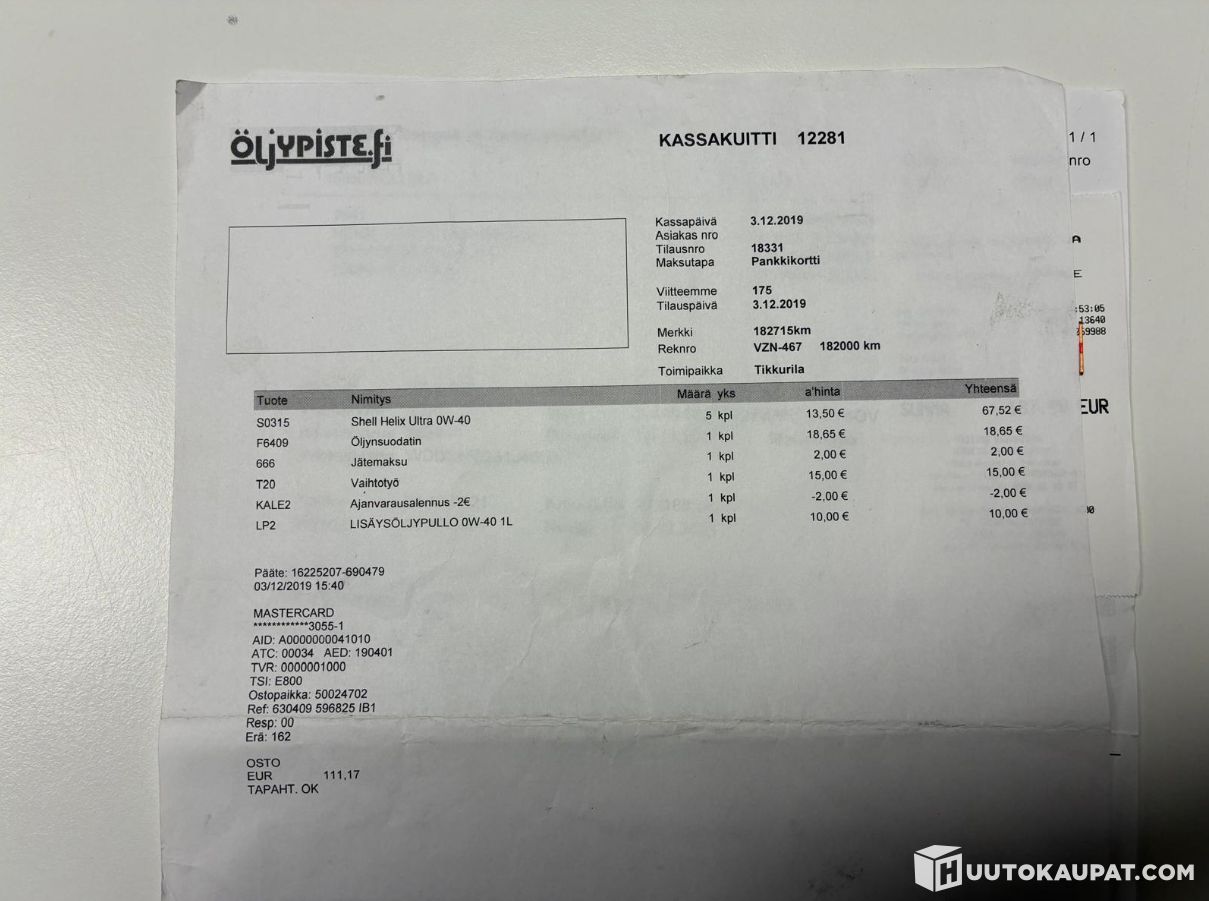 ÖLJYPISTE.fi
KASSAKUITTI 12281
1 / 1
nro
Kassapäivä 3.12.2019
Asiakas nro
Tilausnro 18331
Maksutapa Pankkikortti
A
E
Viitteemme 175
Tilauspäivä 3.12.2019
:53:05
13640
59988
Merkki 182715km
Reknro VZN-467 182000 km
Toimipaikka Tikkurila
Tuote Nimitys Määrä yks a'hinta Yhteensä
EUR
S0315 Shell Helix Ultra 0W-40 5 kpl 13,50 € 67,52 €
F6409 Öljynsuodatin 1 kpl 18,65 € 18,65 €
666 Jätemaksu 1 kpl 2,00 € 2,00 €
T20 Vaihtotyö 1 kpl 15,00 € 15,00 €
KALE2 Ajanvarausalennus -2€ 1 kpl -2,00 € -2,00 €
LP2 LISÄYSÖLJYPULLO 0W-40 1L 1 kpl 10,00 € 10,00 €
Pääte: 16225207-690479
03/12/2019 15:40
MASTERCARD
************3055-1
AID: A0000000041010
ATC: 00034 AED: 190401
TVR: 0000001000
TSI: E800
Ostopaikka: 50024702
Ref: 630409 596825 IB1
Resp: 00
Erä: 162
OSTO
EUR 111,17
TAPAHT. OK
HUUTOKAUPAT.COM